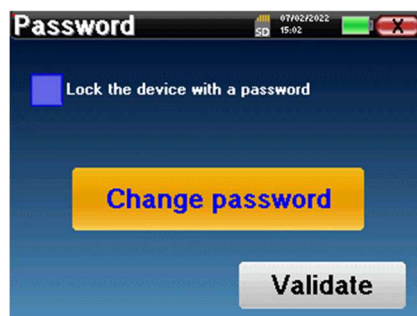 Password
SD
07/02/2022
15:02
X
Lock the device with a password
Change password
Validate